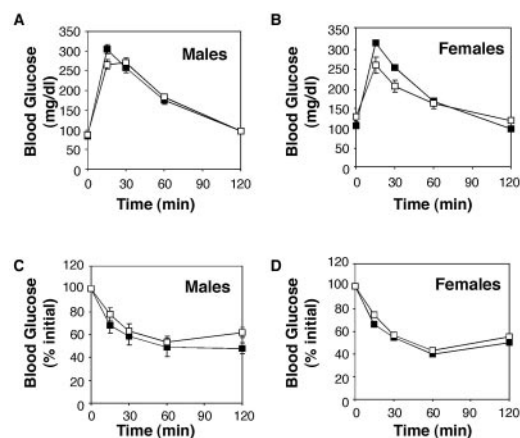 A
Males
Blood Glucose
(mg/dl)
350
300
250
200
150
100
50
0
0 30 60 90 120
Time (min)
B
Females
Blood Glucose
(mg/dl)
350
300
250
200
150
100
50
0
0 30 60 90 120
Time (min)
C
Males
Blood Glucose
(% initial)
120
100
80
60
40
20
0
0 30 60 90 120
Time (min)
D
Females
Blood Glucose
(% initial)
120
100
80
60
40
20
0
0 30 60 90 120
Time (min)